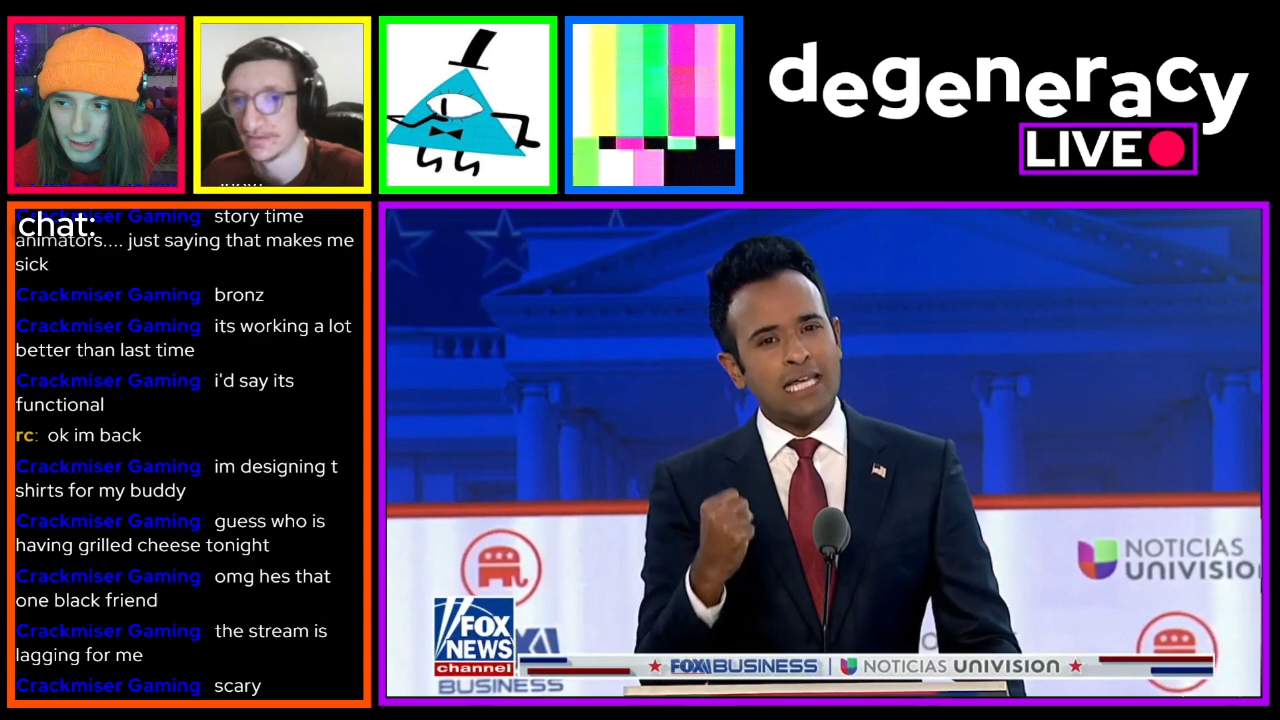 degeneracy
LIVE
chat:
Crackmiser Gaming: story time
animators.... just saying that makes me
sick
Crackmiser Gaming: bronz
Crackmiser Gaming: its working a lot
better than last time
Crackmiser Gaming: i'd say its
functional
rc: ok im back
Crackmiser Gaming: im designing t
shirts for my buddy
Crackmiser Gaming: guess who is
having grilled cheese tonight
Crackmiser Gaming: omg hes that
one black friend
Crackmiser Gaming: the stream is
lagging for me
Crackmiser Gaming: scary
NOTICIAS
UNIVISIO
FOX
NEWS
channel
BUSINESS
FOX BUSINESS | NOTICIAS UNIVISION